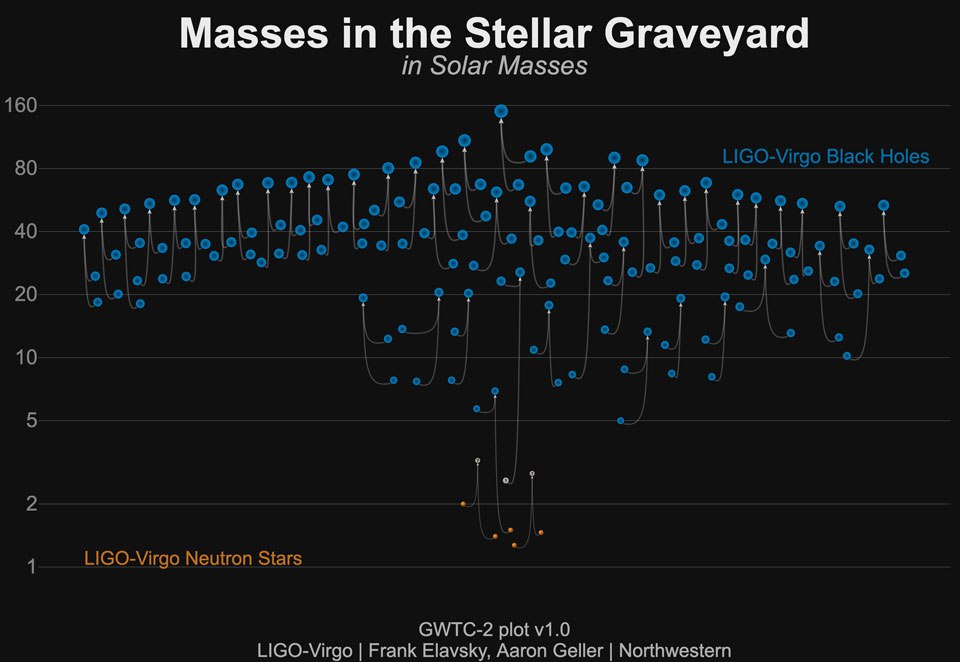 Masses in the Stellar Graveyard
in Solar Masses
160
LIGO-Virgo Black Holes
80
40
20
10
5
2
LIGO-Virgo Neutron Stars
1
GWTC-2 plot v1.0
LIGO-Virgo | Frank Elavsky, Aaron Geller | Northwestern